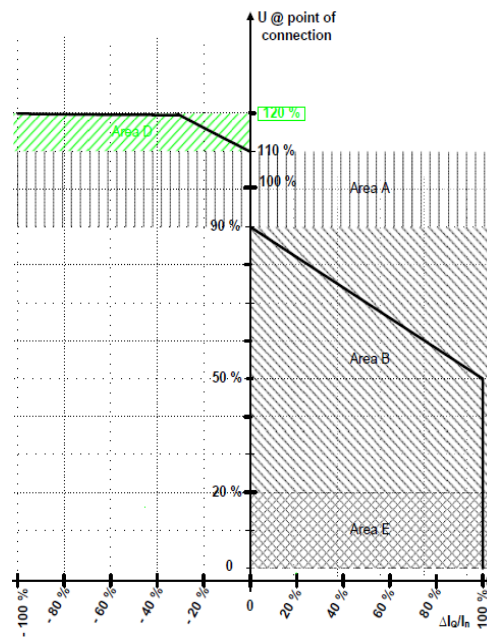 U @ point of
connection
120 %
Area D
110 %
100 %
Area A
90 %
Area B
50 %
20 %
Area E
0
- 100 %
- 80 %
- 60 %
- 40 %
- 20 %
0
20 %
40 %
60 %
80 %
100 %
ΔIQ/In